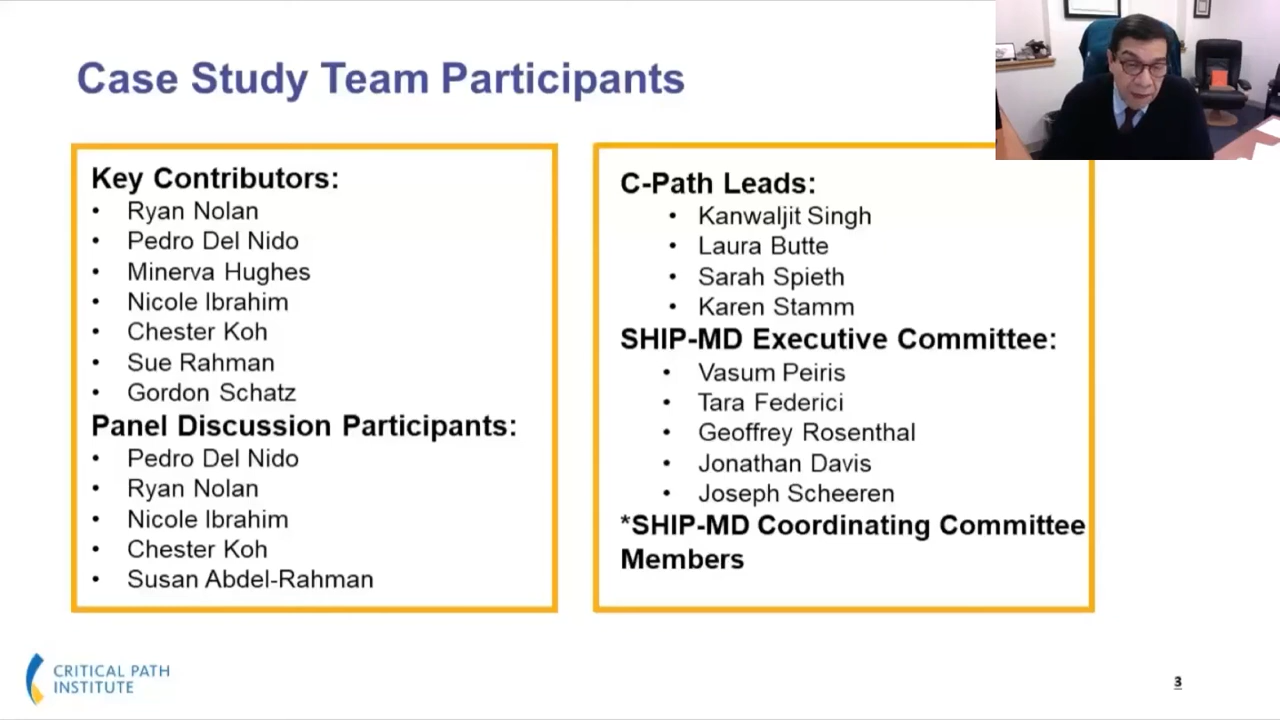 Case Study Team Participants
Key Contributors:
• Ryan Nolan
• Pedro Del Nido
• Minerva Hughes
• Nicole Ibrahim
• Chester Koh
• Sue Rahman
• Gordon Schatz
Panel Discussion Participants:
• Pedro Del Nido
• Ryan Nolan
• Nicole Ibrahim
• Chester Koh
• Susan Abdel-Rahman
C-Path Leads:
• Kanwaljit Singh
• Laura Butte
• Sarah Spieth
• Karen Stamm
SHIP-MD Executive Committee:
• Vasum Peiris
• Tara Federici
• Geoffrey Rosenthal
• Jonathan Davis
• Joseph Scheeren
*SHIP-MD Coordinating Committee
Members
CRITICAL PATH
INSTITUTE
3